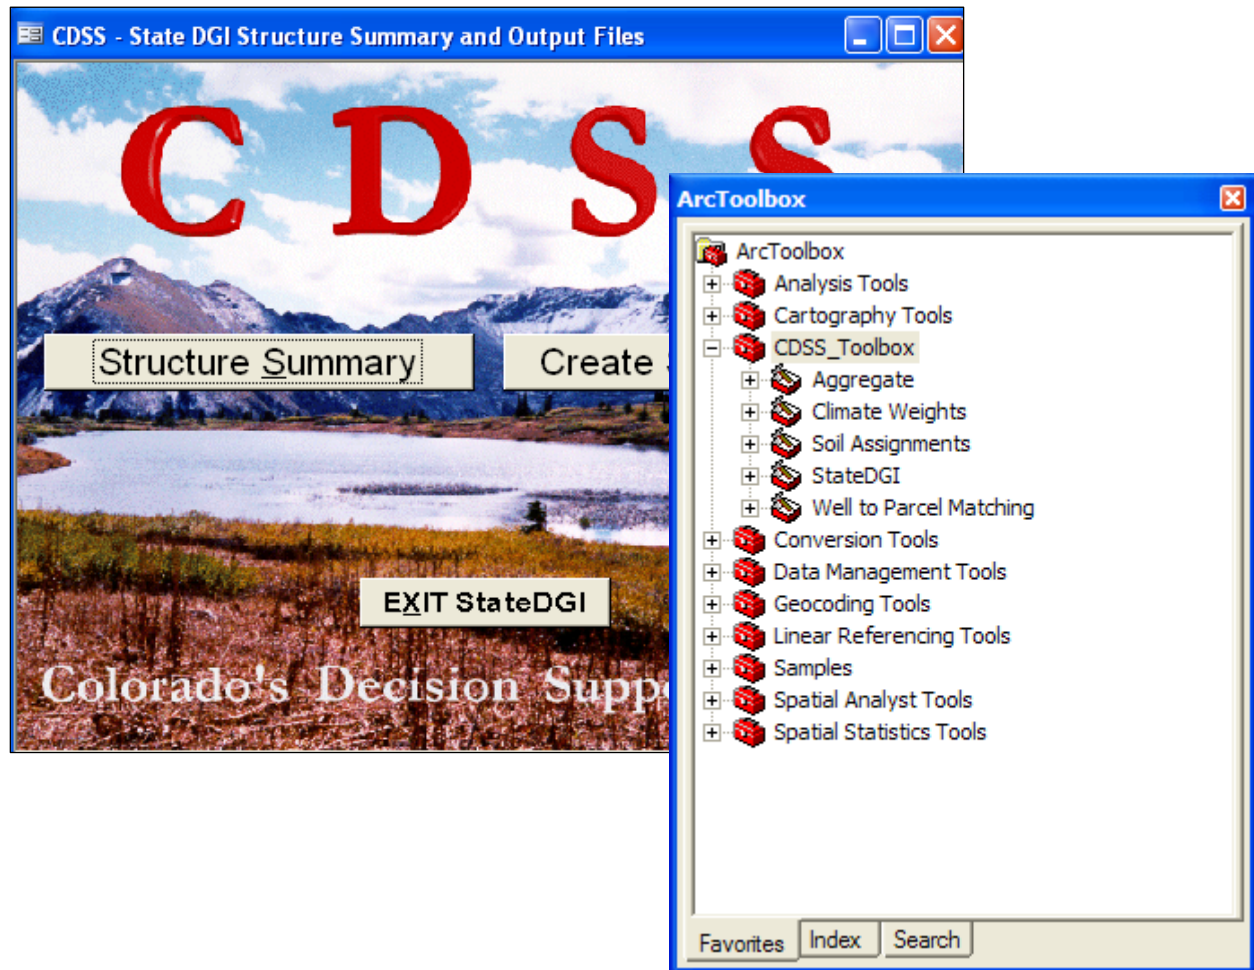 CDSS - State DGI Structure Summary and Output Files
C D S S
Structure Summary
Create
EXIT StateDGI
Colorado's Decision Supp
ArcToolbox
ArcToolbox
Analysis Tools
Cartography Tools
CDSS_Toolbox
Aggregate
Climate Weights
Soil Assignments
StateDGI
Well to Parcel Matching
Conversion Tools
Data Management Tools
Geocoding Tools
Linear Referencing Tools
Samples
Spatial Analyst Tools
Spatial Statistics Tools
Favorites Index Search